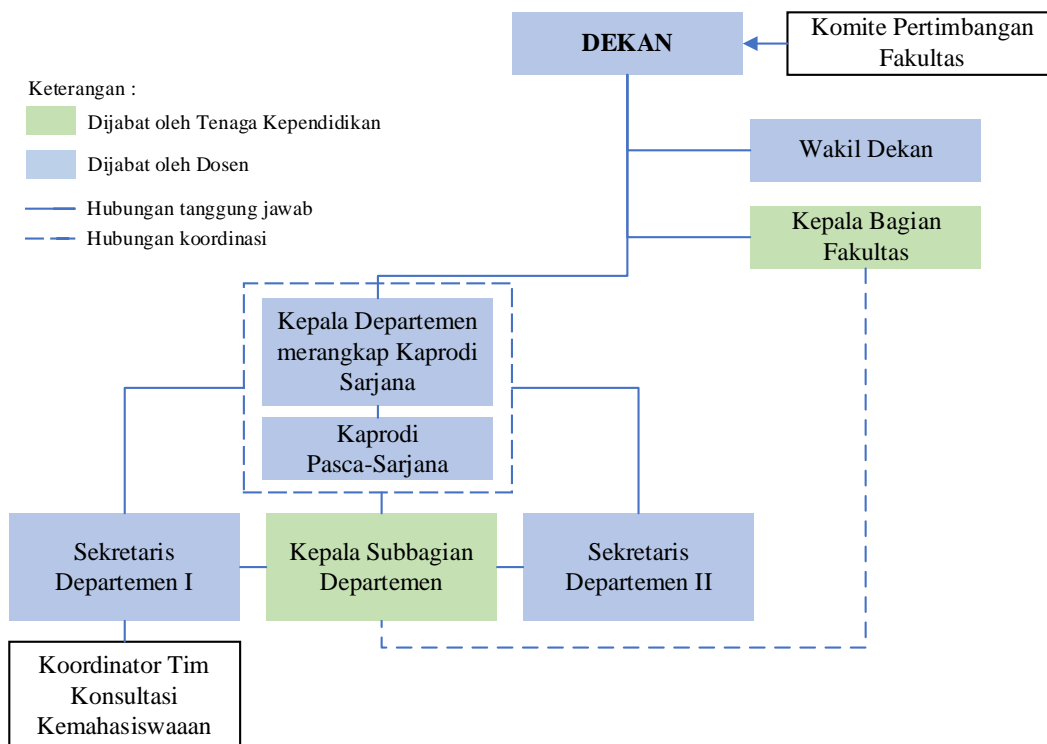 DEKAN
Komite Pertimbangan
Fakultas
Keterangan :
Dijabat oleh Tenaga Kependidikan
Dijabat oleh Dosen
Hubungan tanggung jawab
Hubungan koordinasi
Wakil Dekan
Kepala Bagian
Fakultas
Kepala Departemen
merangkap Kaprodi
Sarjana
Kaprodi
Pasca-Sarjana
Sekretaris
Departemen I
Kepala Subbagian
Departemen
Sekretaris
Departemen II
Koordinator Tim
Konsultasi
Kemahasiswaaan